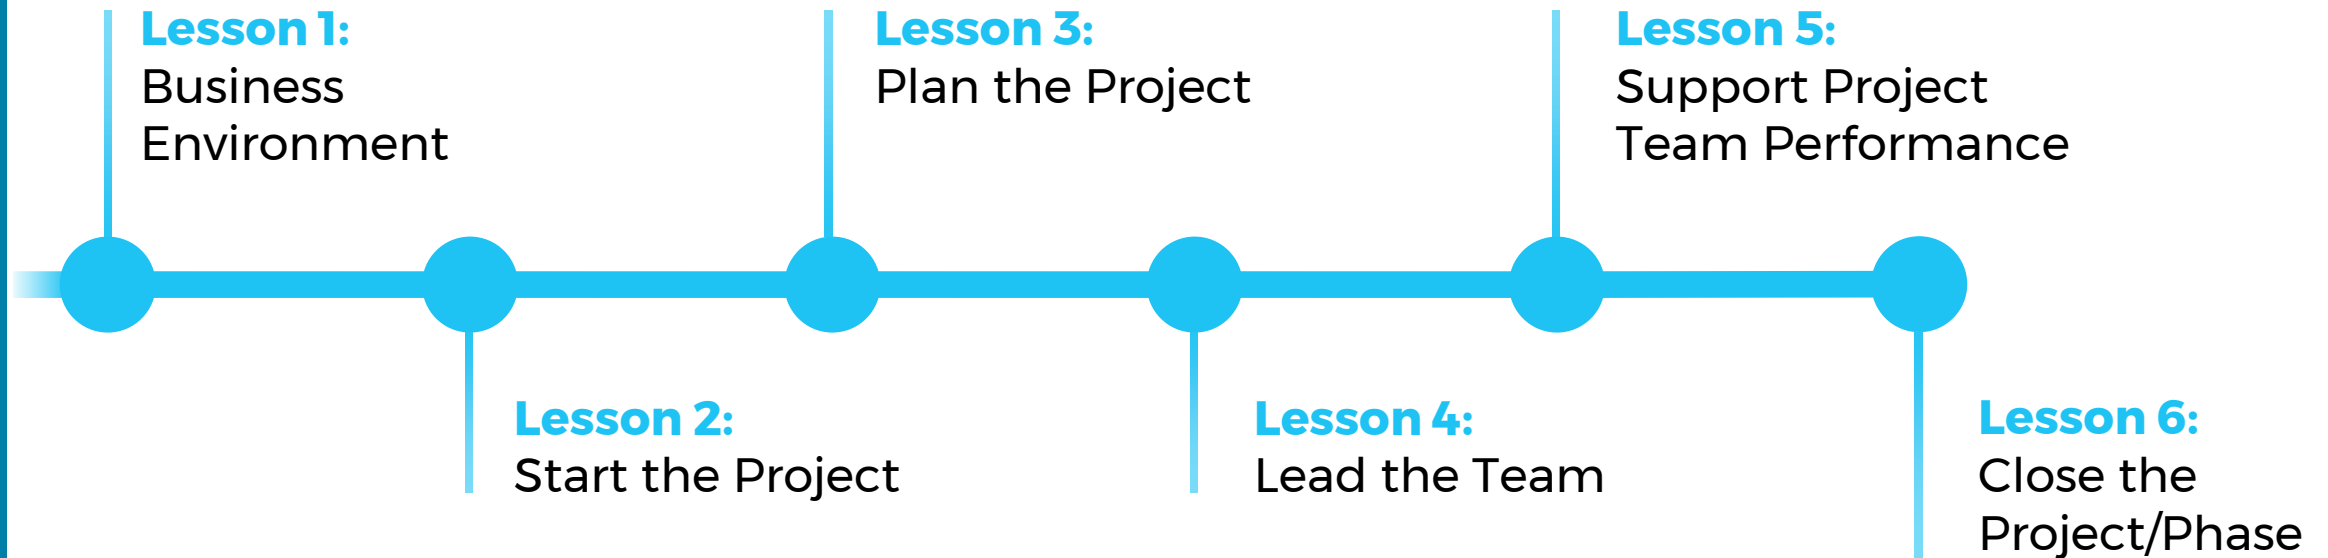 Lesson 1:
Business
Environment
Lesson 2:
Start the Project
Lesson 3:
Plan the Project
Lesson 4:
Lead the Team
Lesson 5:
Support Project
Team Performance
Lesson 6:
Close the
Project/Phase